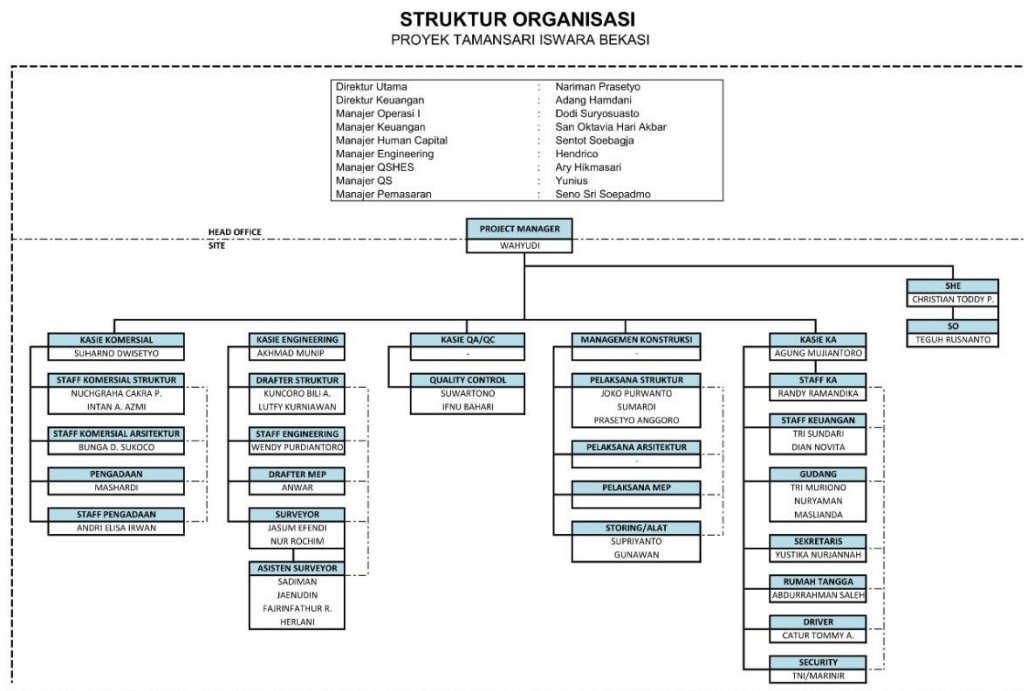 STRUKTUR ORGANISASI
PROYEK TAMANSARI ISWARA BEKASI
Direktur Utama : Nariman Prasetyo
Direktur Keuangan : Adang Hamdani
Manajer Operasi I : Dodi Suryosuasto
Manajer Keuangan : San Oktavia Hari Akbar
Manajer Human Capital : Sentot Soebagja
Manajer Engineering : Hendrico
Manajer QSHES : Ary Hikmasari
Manajer QS : Yunius
Manajer Pemasaran : Seno Sri Soepadmo
HEAD OFFICE
SITE
PROJECT MANAGER
WAHYUDI
SHE
CHRISTIAN TODDY P.
SO
TEGUH RUSNANTO
KASIE KOMERSIAL
SUHARNO DWISETYO
STAFF KOMERSIAL STRUKTUR
NUCHGRAHA CAKRA P.
INTAN A. AZMI
STAFF KOMERSIAL ARSITEKTUR
BUNGA D. SUKOCO
PENGADAAN
MASHARDI
STAFF PENGADAAN
ANDRI ELISA IRWAN
KASIE ENGINEERING
AKHMAD MUNIP
DRAFTER STRUKTUR
KUNCORO BILI A.
LUTFY KURNIAWAN
STAFF ENGINEERING
WENDY PURDIANTORO
DRAFTER MEP
ANWAR
SURVEYOR
JASUM EFENDI
NUR ROCHIM
ASISTEN SURVEYOR
SADIMAN
JAENUDIN
FAJRINFATHUR R.
HERLANI
KASIE QA/QC
-
QUALITY CONTROL
SUWARTONO
IFNU BAHARI
MANAGEMEN KONSTRUKSI
-
PELAKSANA STRUKTUR
JOKO PURWANTO
SUMARDI
PRASETYO ANGGORO
PELAKSANA ARSITEKTUR
-
PELAKSANA MEP
STORING/ALAT
SUPRIYANTO
GUNAWAN
KASIE KA
AGUNG MUJIANTORO
STAFF KA
RANDY RAMANDIKA
STAFF KEUANGAN
TRI SUNDARI
DIAN NOVITA
GUDANG
TRI MURIONO
NURYAMAN
MASLIANDA
SEKRETARIS
YUSTIKA NURJANNAH
RUMAH TANGGA
ABDURRAHMAN SALEH
DRIVER
CATUR TOMMY A.
SECURITY
TNI/MARINIR